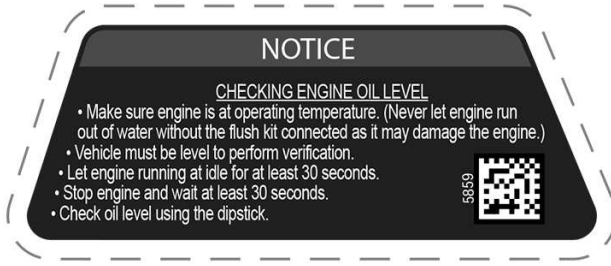 NOTICE
CHECKING ENGINE OIL LEVEL
• Make sure engine is at operating temperature. (Never let engine run
out of water without the flush kit connected as it may damage the engine.)
• Vehicle must be level to perform verification.
• Let engine running at idle for at least 30 seconds.
• Stop engine and wait at least 30 seconds.
• Check oil level using the dipstick.
5859